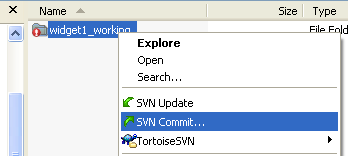 Name Size Type
widget1_working File Fold
Explore
Open
Search...
SVN Update
SVN Commit...
TortoiseSVN